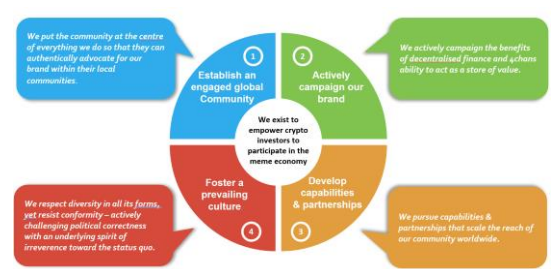 We put the community at the centre
of everything we do so that they can
authentically advocate for our
brand within their local
communities.
1
Establish an
engaged global
Community
2
Actively
campaign our
brand
We actively campaign the benefits
of decentralised finance and 4chans
ability to act as a store of value.
We exist to
empower crypto
investors to
participate in the
meme economy
We respect diversity in all its forms,
yet resist conformity – actively
challenging political correctness
with an underlying spirit of
irreverence toward the status quo.
Foster a
prevailing
culture
4
Develop
capabilities
& partnerships
3
We pursue capabilities &
partnerships that scale the reach of
our community worldwide.